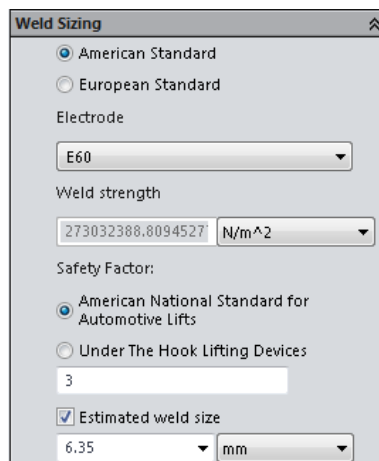 Weld Sizing
American Standard
European Standard
Electrode
E60
Weld strength
273032388.8094527 N/m^2
Safety Factor:
American National Standard for
Automotive Lifts
Under The Hook Lifting Devices
3
Estimated weld size
6.35 mm